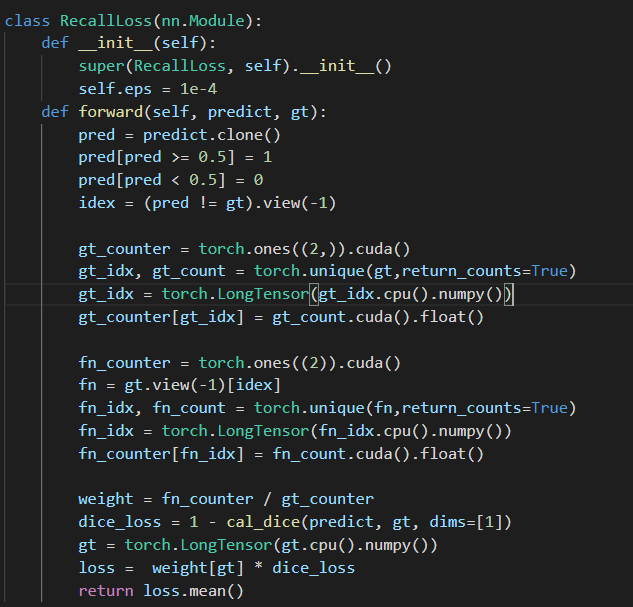 class RecallLoss(nn.Module):
    def __init__(self):
        super(RecallLoss, self).__init__()
        self.eps = 1e-4
    def forward(self, predict, gt):
        pred = predict.clone()
        pred[pred >= 0.5] = 1
        pred[pred < 0.5] = 0
        idex = (pred != gt).view(-1)

        gt_counter = torch.ones((2,)).cuda()
        gt_idx, gt_count = torch.unique(gt,return_counts=True)
        gt_idx = torch.LongTensor(gt_idx.cpu().numpy())
        gt_counter[gt_idx] = gt_count.cuda().float()

        fn_counter = torch.ones((2)).cuda()
        fn = gt.view(-1)[idex]
        fn_idx, fn_count = torch.unique(fn,return_counts=True)
        fn_idx = torch.LongTensor(fn_idx.cpu().numpy())
        fn_counter[fn_idx] = fn_count.cuda().float()

        weight = fn_counter / gt_counter
        dice_loss = 1 - cal_dice(predict, gt, dims=[1])
        gt = torch.LongTensor(gt.cpu().numpy())
        loss =  weight[gt] * dice_loss
        return loss.mean()